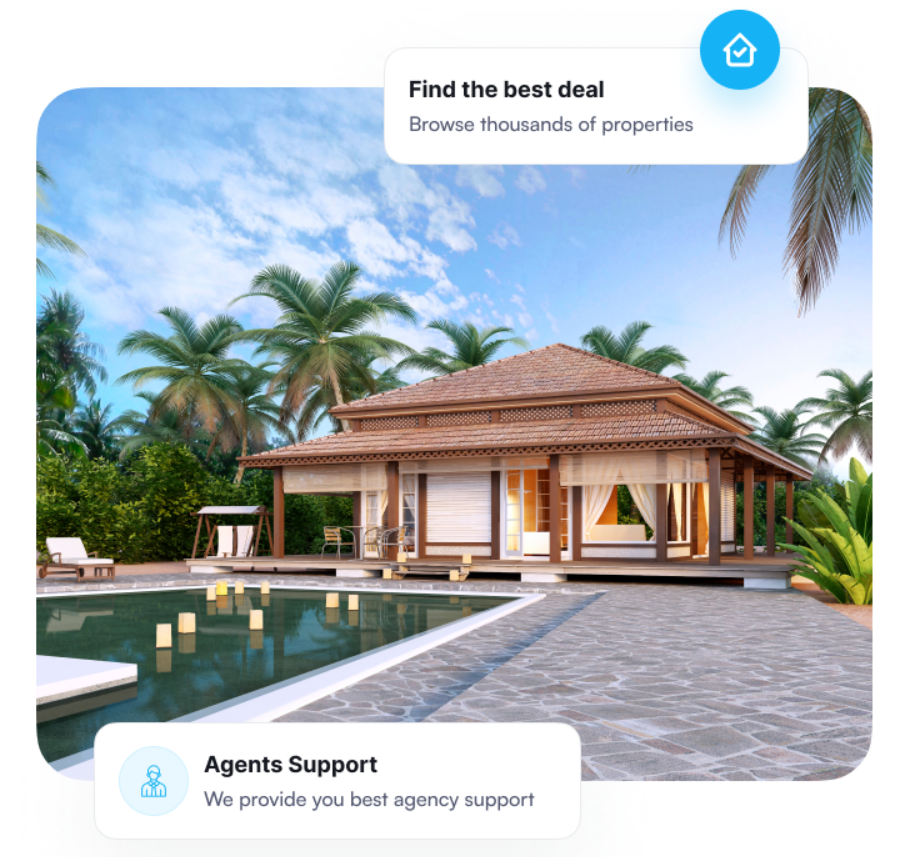 Find the best deal
Browse thousands of properties
Agents Support
We provide you best agency support